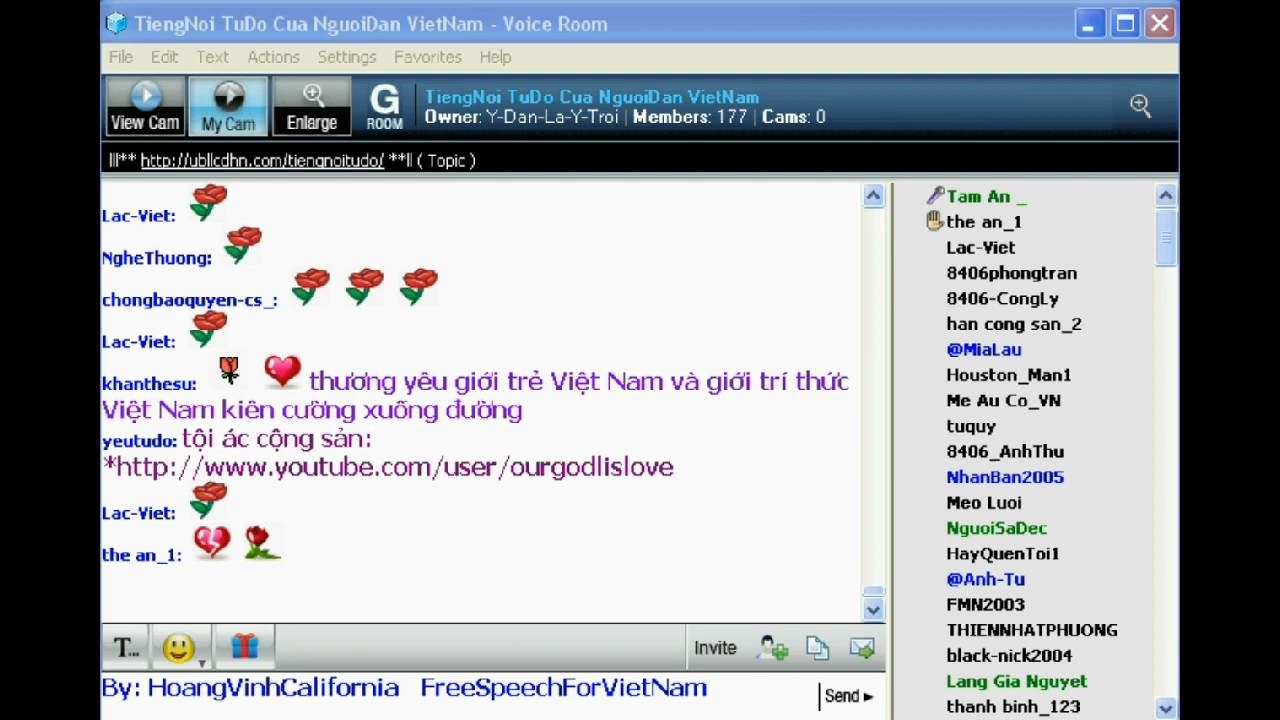 TiengNoi TuDo Cua NguoiDan VietNam - Voice Room
File Edit Text Actions Settings Favorites Help
View Cam My Cam Enlarge G ROOM
TiengNoi TuDo Cua NguoiDan VietNam
Owner: Y-Dan-La-Y-Troi | Members: 177 | Cams: 0
lll** http://ubllcdhn.com/tiengnoitudo/ **ll ( Topic )
Lac-Viet:
NgheThuong:
chongbaoquyen-cs_:
Lac-Viet:
khanthesu: thương yêu giới trẻ Việt Nam và giới trí thức
Việt Nam kiên cường xuống đường
yeutudo: tội ác cộng sản:
*http://www.youtube.com/user/ourgodlislove
Lac-Viet:
the an_1:
Tam An _
the an_1
Lac-Viet
8406phongtran
8406-CongLy
han cong san_2
@MiaLau
Houston_Man1
Me Au Co_VN
tuquy
8406_AnhThu
NhanBan2005
Meo Luoi
NguoiSaDec
HayQuenToi1
@Anh-Tu
FMN2003
THIENNHATPHUONG
black-nick2004
Lang Gia Nguyet
thanh binh_123
T... Invite
By: HoangVinhCalifornia FreeSpeechForVietNam
Send